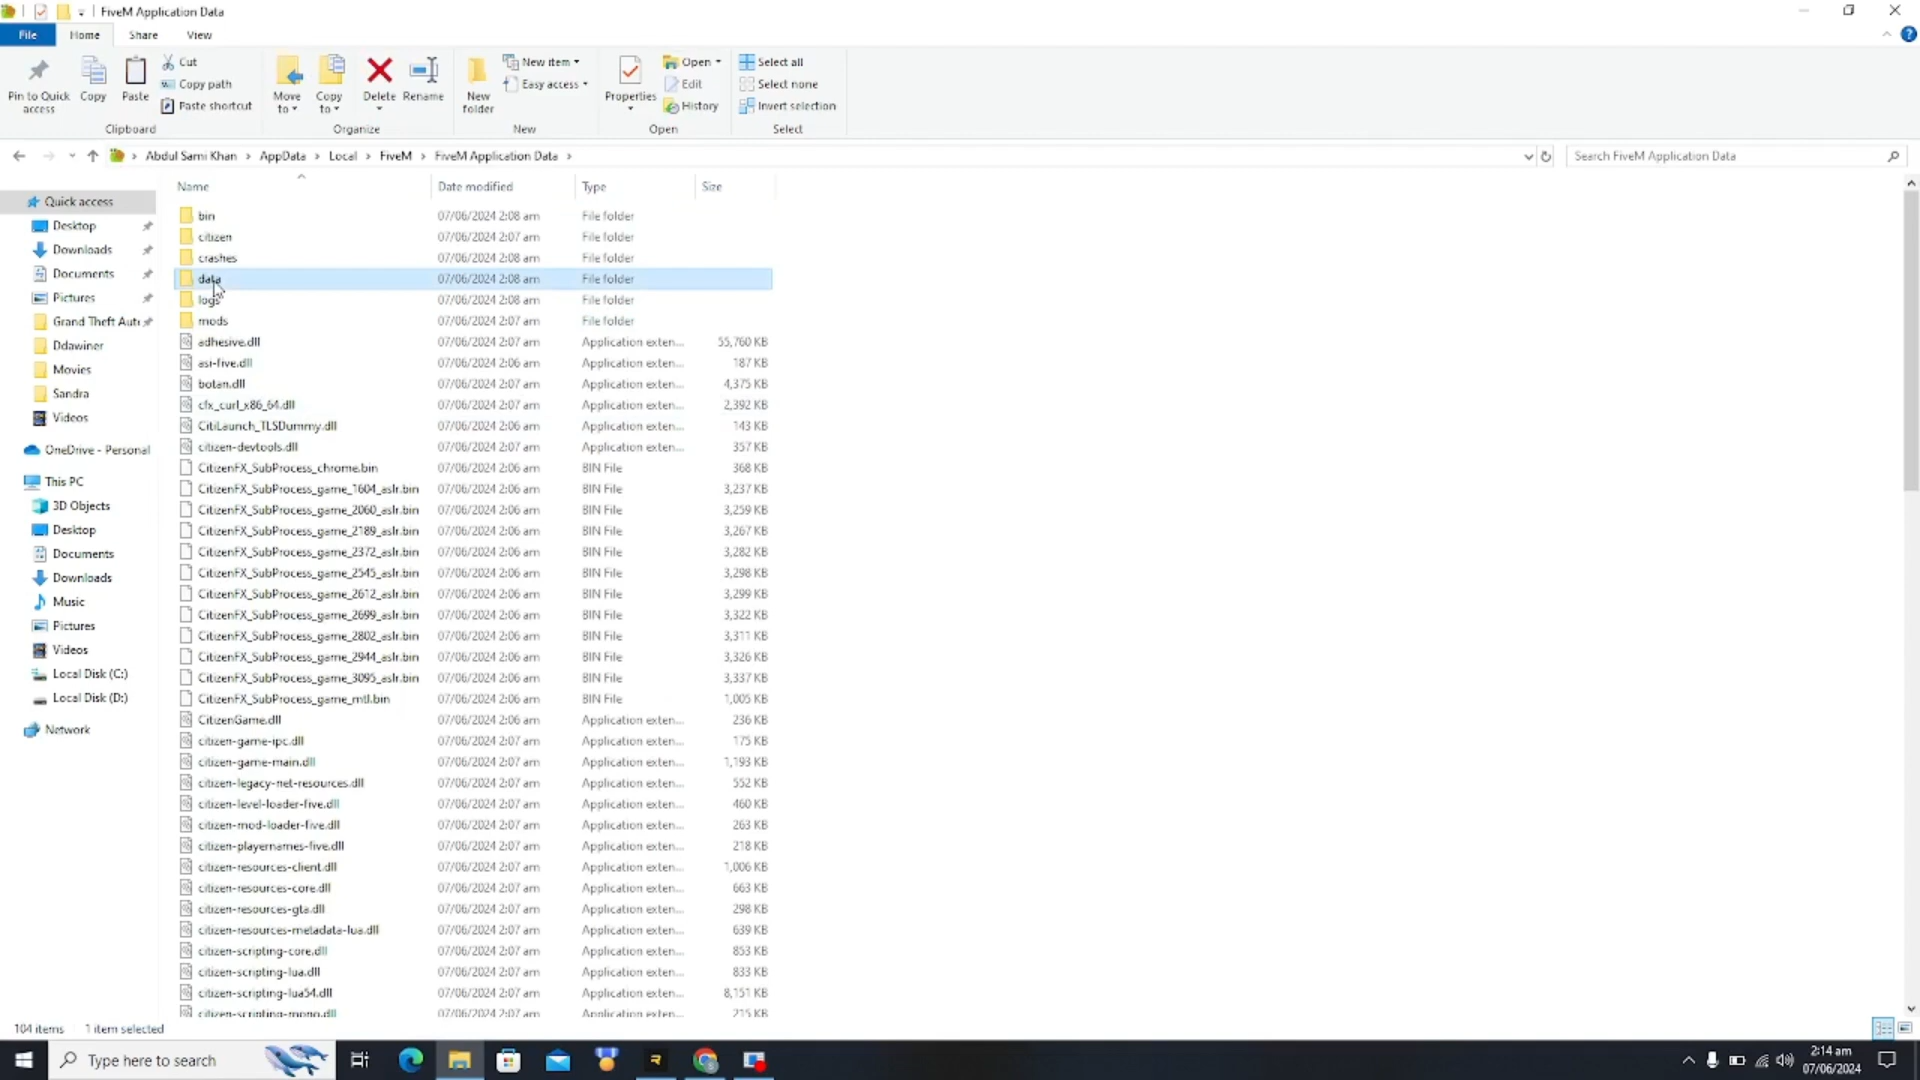 FiveM Application Data
File Home Share View
Pin to Quick access
Copy
Paste
Cut
Copy path
Paste shortcut
Clipboard
Move to
Copy to
Delete
Rename
Organize
New folder
New item
Easy access
New
Properties
Open
Edit
History
Open
Select all
Select none
Invert selection
Select
Abdul Sami Khan > AppData > Local > FiveM > FiveM Application Data >
Search FiveM Application Data
Quick access
Desktop
Downloads
Documents
Pictures
Grand Theft Aut
Ddawiner
Movies
Sandra
Videos
OneDrive - Personal
This PC
3D Objects
Desktop
Documents
Downloads
Music
Pictures
Videos
Local Disk (C:)
Local Disk (D:)
Network
Name Date modified Type Size
bin 07/06/2024 2:08 am File folder
citizen 07/06/2024 2:07 am File folder
crashes 07/06/2024 2:08 am File folder
data 07/06/2024 2:08 am File folder
logs 07/06/2024 2:08 am File folder
mods 07/06/2024 2:07 am File folder
adhesive.dll 07/06/2024 2:07 am Application exten... 55,760 KB
asi-five.dll 07/06/2024 2:06 am Application exten... 187 KB
botan.dll 07/06/2024 2:07 am Application exten... 4,375 KB
cfx_curl_x86_64.dll 07/06/2024 2:07 am Application exten... 2,392 KB
CitiLaunch_TLSDummy.dll 07/06/2024 2:07 am Application exten... 143 KB
citizen-devtools.dll 07/06/2024 2:07 am Application exten... 357 KB
CitizenFX_SubProcess_chrome.bin 07/06/2024 2:06 am BIN File 368 KB
CitizenFX_SubProcess_game_1604_aslr.bin 07/06/2024 2:06 am BIN File 3,237 KB
CitizenFX_SubProcess_game_2060_aslr.bin 07/06/2024 2:06 am BIN File 3,259 KB
CitizenFX_SubProcess_game_2189_aslr.bin 07/06/2024 2:06 am BIN File 3,267 KB
CitizenFX_SubProcess_game_2372_aslr.bin 07/06/2024 2:06 am BIN File 3,282 KB
CitizenFX_SubProcess_game_2545_aslr.bin 07/06/2024 2:06 am BIN File 3,298 KB
CitizenFX_SubProcess_game_2612_aslr.bin 07/06/2024 2:06 am BIN File 3,299 KB
CitizenFX_SubProcess_game_2699_aslr.bin 07/06/2024 2:06 am BIN File 3,322 KB
CitizenFX_SubProcess_game_2802_aslr.bin 07/06/2024 2:06 am BIN File 3,311 KB
CitizenFX_SubProcess_game_2944_aslr.bin 07/06/2024 2:06 am BIN File 3,326 KB
CitizenFX_SubProcess_game_3095_aslr.bin 07/06/2024 2:06 am BIN File 3,337 KB
CitizenFX_SubProcess_game_mtl.bin 07/06/2024 2:06 am BIN File 1,005 KB
CitizenGame.dll 07/06/2024 2:06 am Application exten... 236 KB
citizen-game-ipc.dll 07/06/2024 2:07 am Application exten... 175 KB
citizen-game-main.dll 07/06/2024 2:07 am Application exten... 1,193 KB
citizen-legacy-net-resources.dll 07/06/2024 2:07 am Application exten... 552 KB
citizen-level-loader-five.dll 07/06/2024 2:07 am Application exten... 460 KB
citizen-mod-loader-five.dll 07/06/2024 2:07 am Application exten... 263 KB
citizen-playernames-five.dll 07/06/2024 2:07 am Application exten... 218 KB
citizen-resources-client.dll 07/06/2024 2:07 am Application exten... 1,006 KB
citizen-resources-core.dll 07/06/2024 2:07 am Application exten... 663 KB
citizen-resources-gta.dll 07/06/2024 2:07 am Application exten... 298 KB
citizen-resources-metadata-lua.dll 07/06/2024 2:07 am Application exten... 639 KB
citizen-scripting-core.dll 07/06/2024 2:07 am Application exten... 853 KB
citizen-scripting-lua.dll 07/06/2024 2:07 am Application exten... 833 KB
citizen-scripting-lua54.dll 07/06/2024 2:07 am Application exten... 8,151 KB
citizen-scripting-mono.dll 07/06/2024 2:07 am Application exten... 215 KB
104 items 1 item selected
Type here to search
2:14 am
07/06/2024